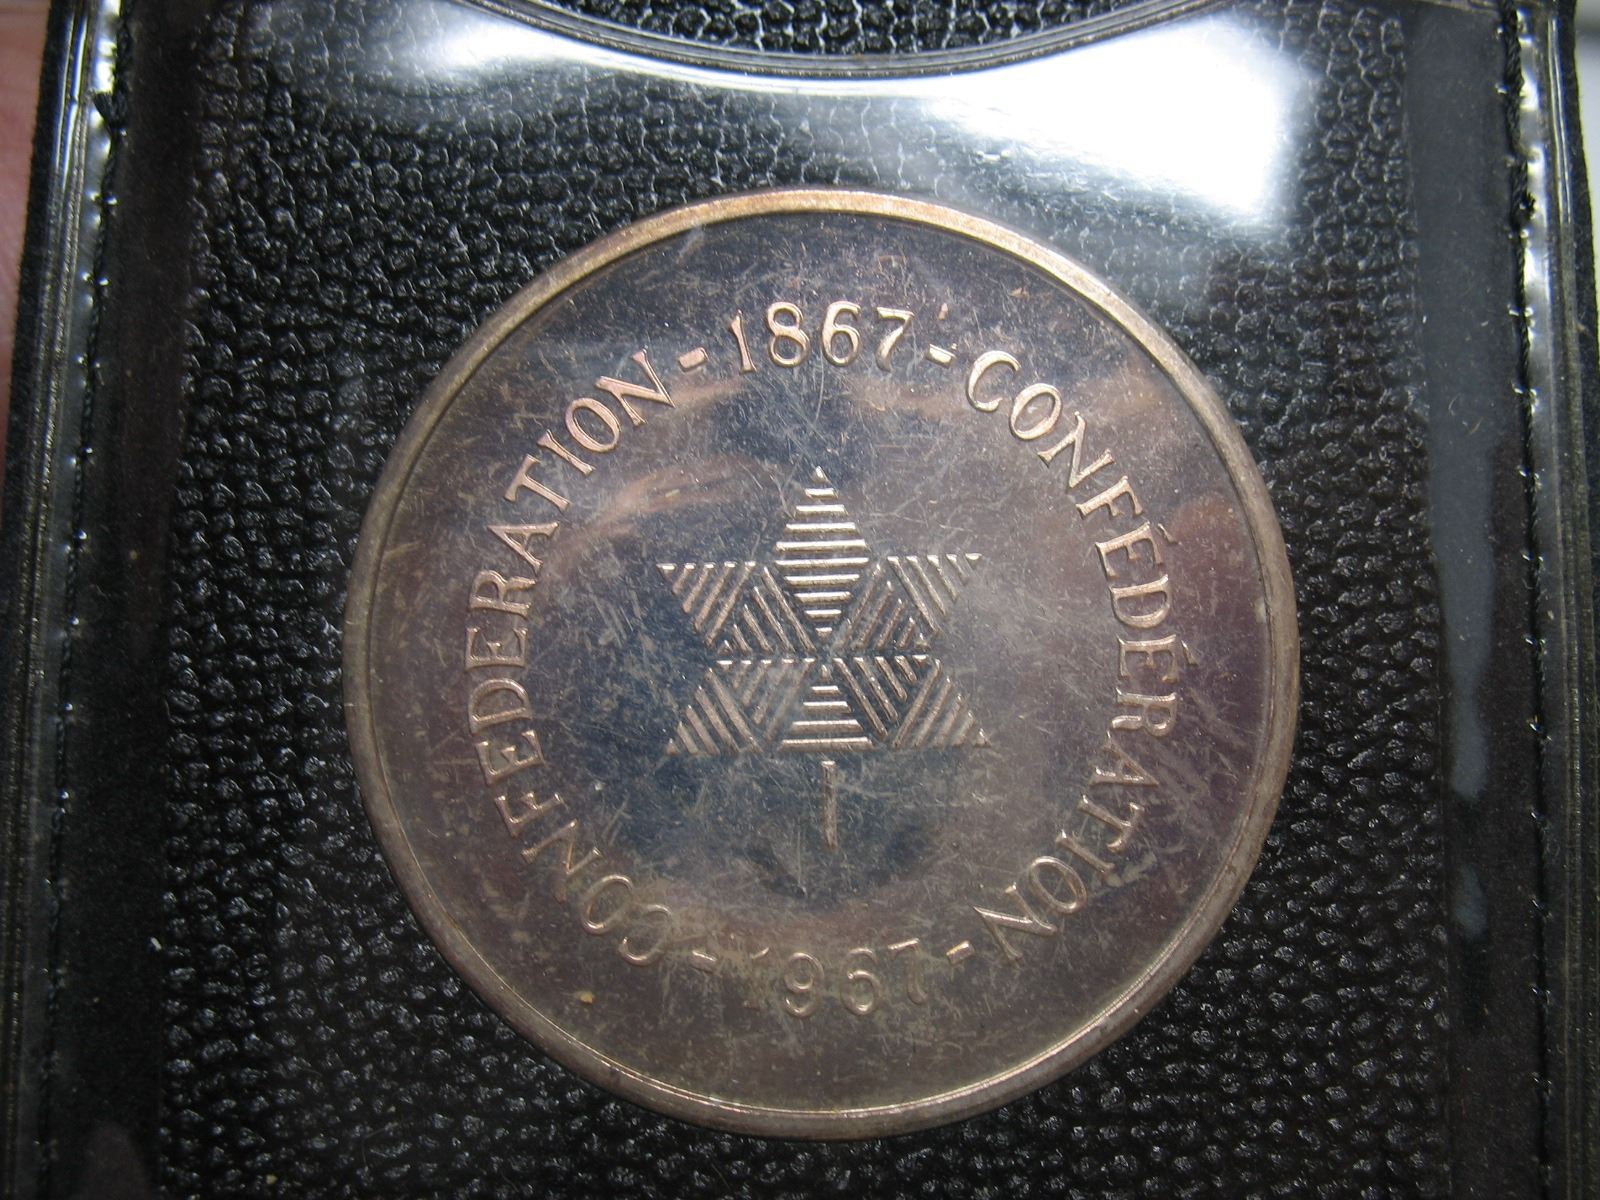 CONFEDERATION - 1867 - CONFÉDÉRATION - 1967 -